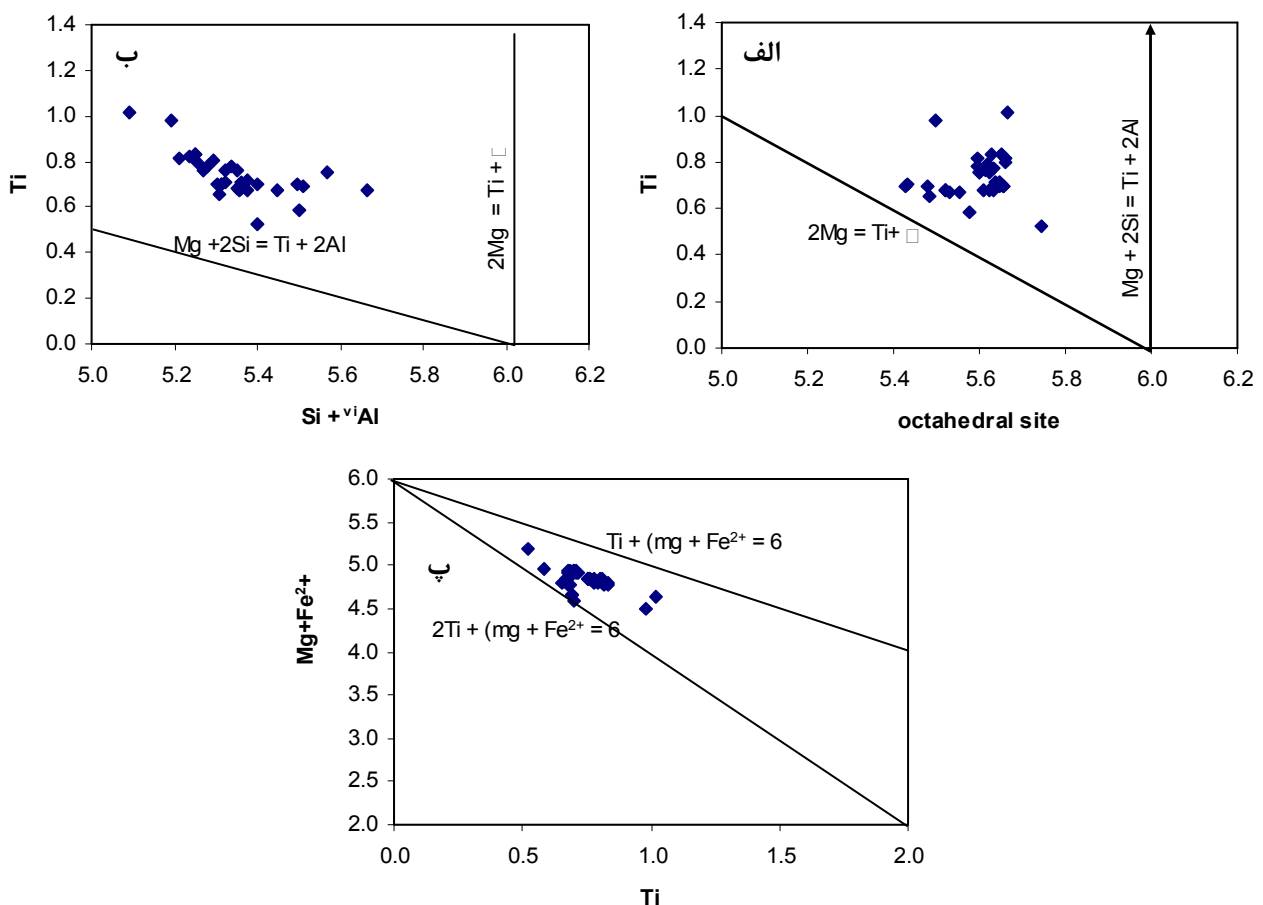 ب
1.4
1.2
1.0
0.8
0.6
0.4
0.2
0.0
Ti
Mg +2Si = Ti + 2Al
2Mg = Ti + □
5.0 5.2 5.4 5.6 5.8 6.0 6.2
Si + ᵛⁱAl
الف
1.4
1.2
1.0
0.8
0.6
0.4
0.2
0.0
Ti
2Mg = Ti+ □
Mg + 2Si = Ti + 2Al
5.0 5.2 5.4 5.6 5.8 6.0 6.2
octahedral site
پ
6.0
5.5
5.0
4.5
4.0
3.5
3.0
2.5
2.0
Mg+Fe²⁺
Ti + (mg + Fe²⁺ = 6
2Ti + (mg + Fe²⁺ = 6
0.0 0.5 1.0 1.5 2.0
Ti